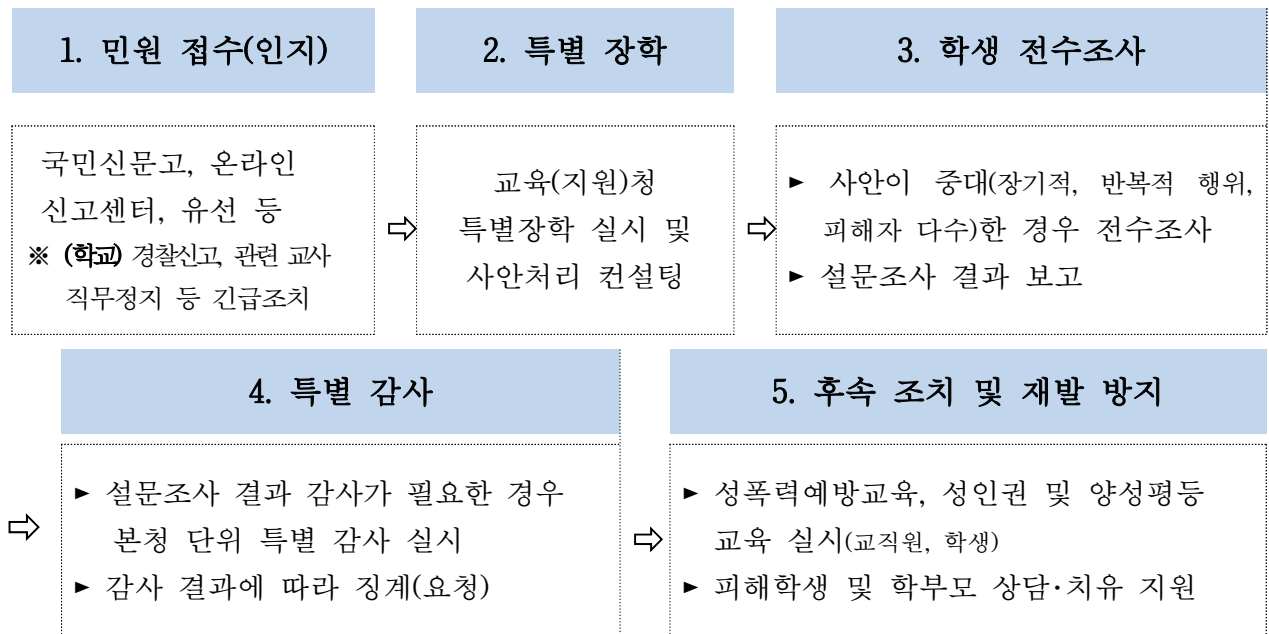 1. 민원 접수(인지)
국민신문고, 온라인
신고센터, 유선 등
※ (학교) 경찰신고, 관련 교사
직무정지 등 긴급조치
⇨
2. 특별 장학
교육(지원)청
특별장학 실시 및
사안처리 컨설팅
⇨
3. 학생 전수조사
► 사안이 중대(장기적, 반복적 행위,
피해자 다수)한 경우 전수조사
► 설문조사 결과 보고
⇨
4. 특별 감사
► 설문조사 결과 감사가 필요한 경우
본청 단위 특별 감사 실시
► 감사 결과에 따라 징계(요청)
⇨
5. 후속 조치 및 재발 방지
► 성폭력예방교육, 성인권 및 양성평등
교육 실시(교직원, 학생)
► 피해학생 및 학부모 상담·치유 지원